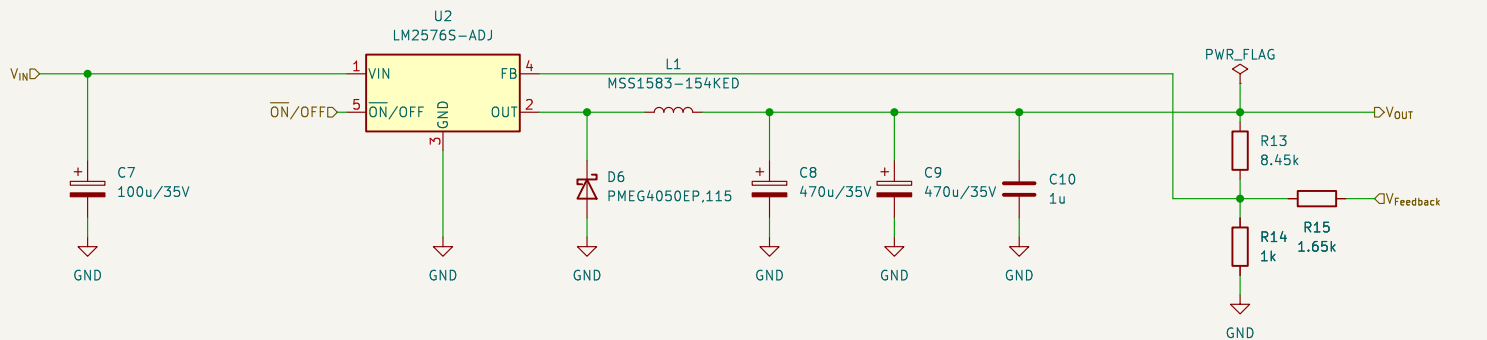 U2
LM2576S-ADJ
VIN
1
VIN
FB
4
ON/OFF
5
ON/OFF
GND
OUT
2
3
L1
MSS1583-154KED
PWR_FLAG
VOUT
C7
100u/35V
D6
PMEG4050EP,115
C8
470u/35V
C9
470u/35V
C10
1u
R13
8.45k
VFeedback
R15
1.65k
R14
1k
GND
GND
GND
GND
GND
GND
GND